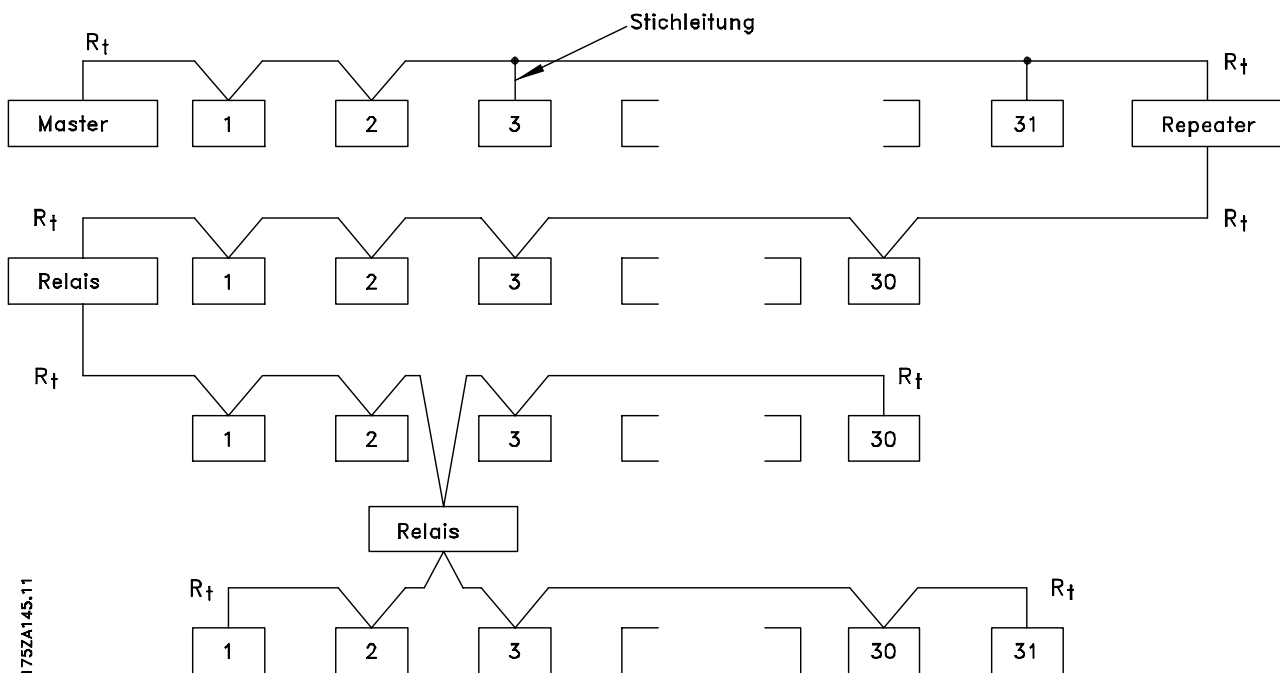 Stichleitung
Rt Rt
Master 1 2 3 31 Repeater
Rt Rt
Relais 1 2 3 30
Rt Rt
1 2 3 30
Relais
Rt Rt
1 2 3 30 31
175ZA145.11